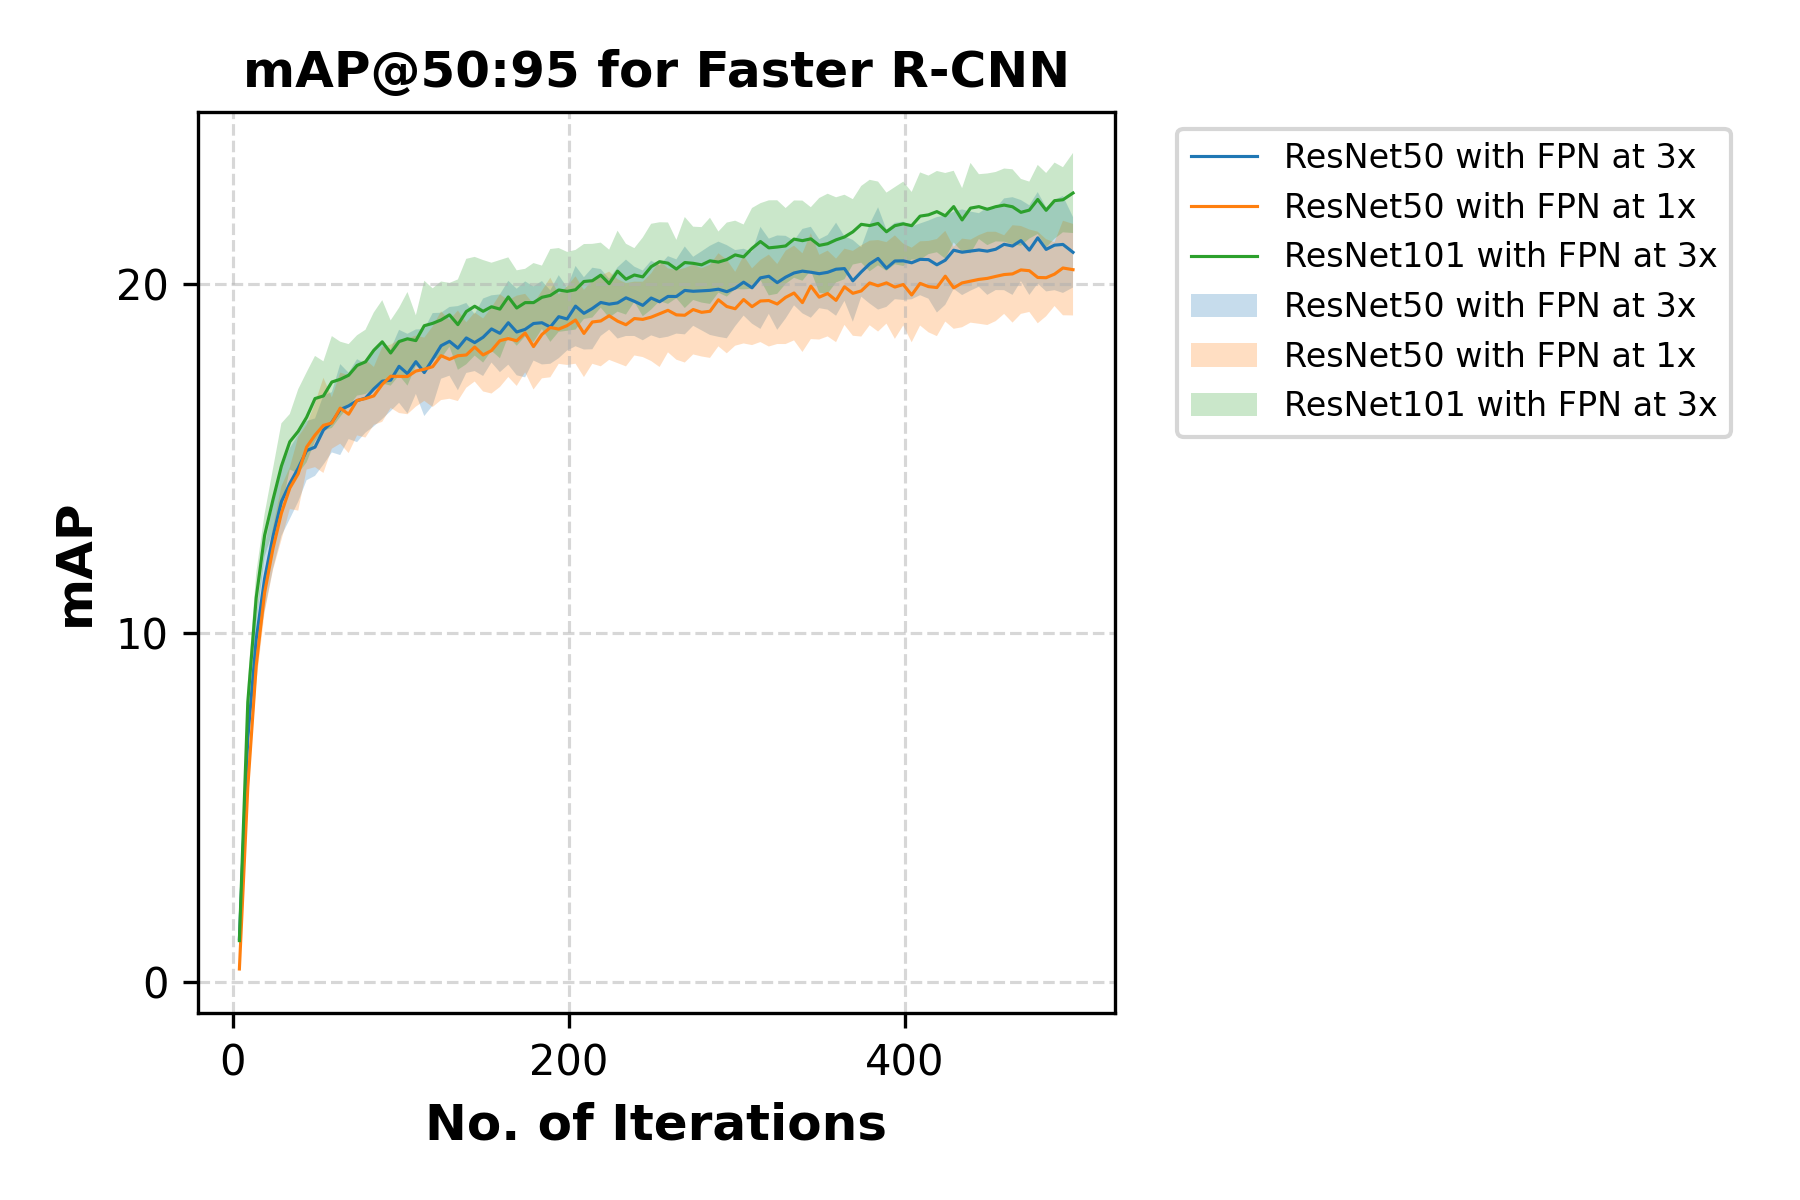 mAP@50:95 for Faster R-CNN
ResNet50 with FPN at 3x
ResNet50 with FPN at 1x
ResNet101 with FPN at 3x
ResNet50 with FPN at 3x
ResNet50 with FPN at 1x
ResNet101 with FPN at 3x
mAP
20
10
0
0 200 400
No. of Iterations